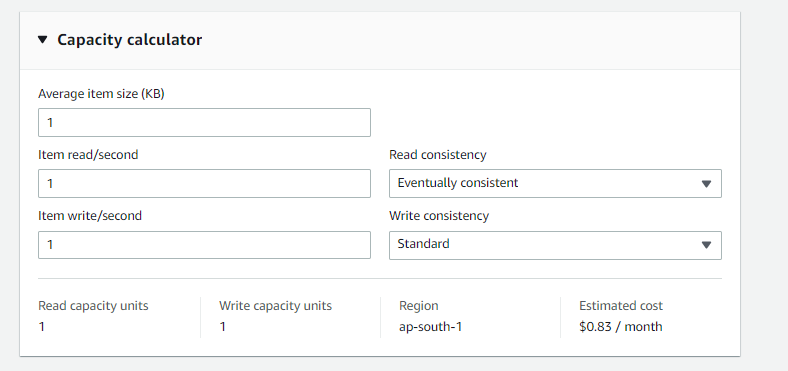 Capacity calculator
Average item size (KB)
1
Item read/second
Read consistency
1
Eventually consistent
Item write/second
Write consistency
1
Standard
Read capacity units
Write capacity units
Region
Estimated cost
1
1
ap-south-1
$0.83 / month